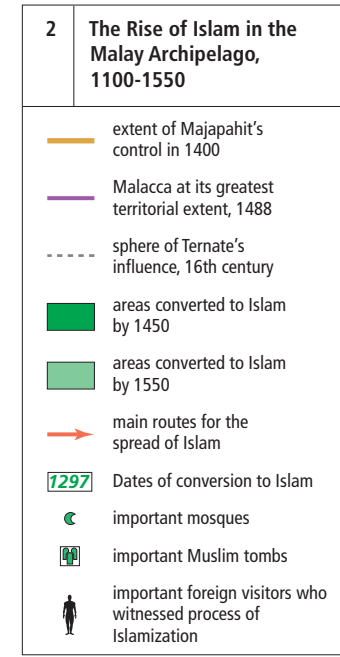 2
The Rise of Islam in the
Malay Archipelago,
1100-1550
extent of Majapahit's
control in 1400
Malacca at its greatest
territorial extent, 1488
sphere of Ternate's
influence, 16th century
areas converted to Islam
by 1450
areas converted to Islam
by 1550
main routes for the
spread of Islam
1297 Dates of conversion to Islam
important mosques
important Muslim tombs
important foreign visitors who
witnessed process of
Islamization